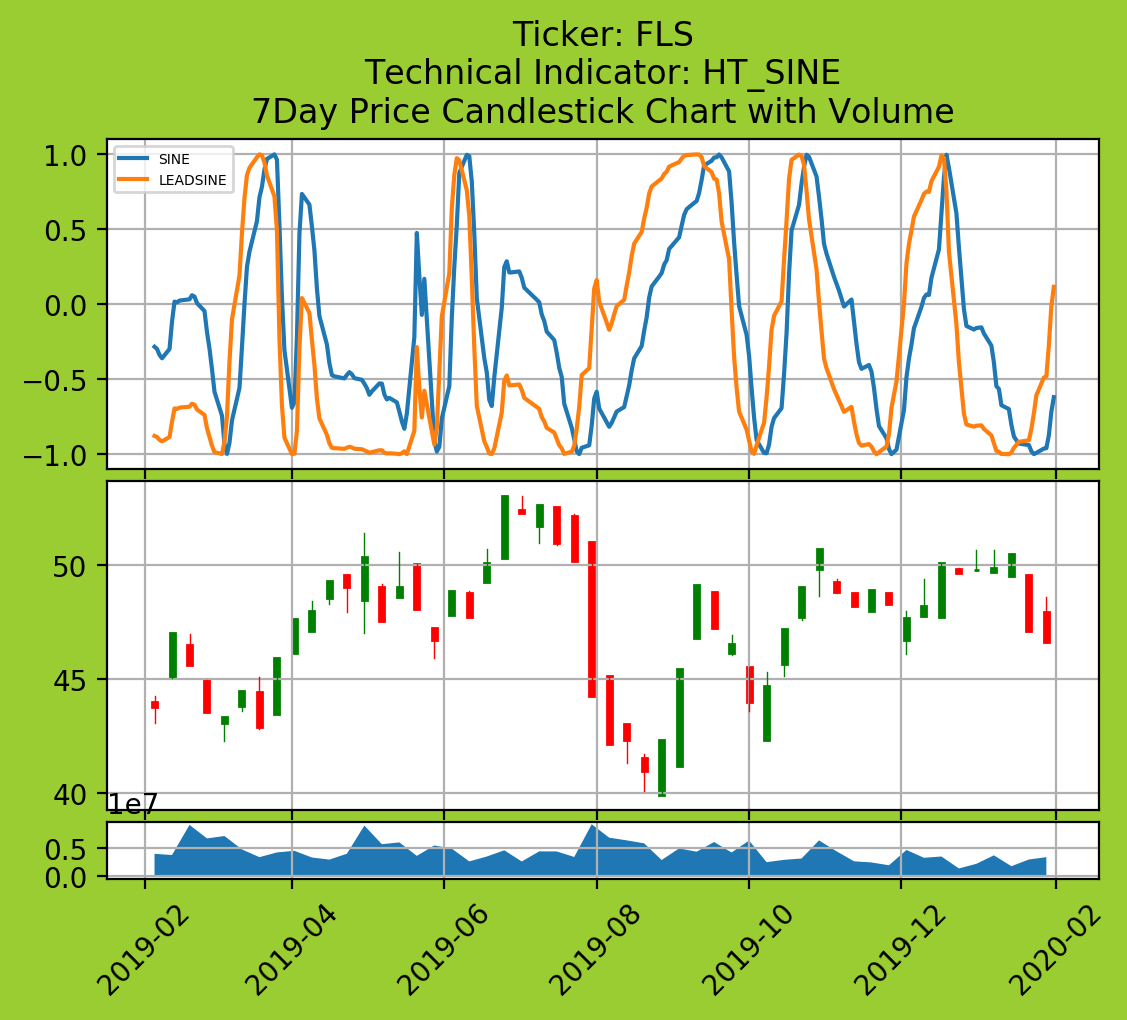 Ticker: FLS
Technical Indicator: HT_SINE
7Day Price Candlestick Chart with Volume
1.0
0.5
0.0
−0.5
−1.0
SINE
LEADSINE
50
45
40
1e7
0.5
0.0
2019-02
2019-04
2019-06
2019-08
2019-10
2019-12
2020-02